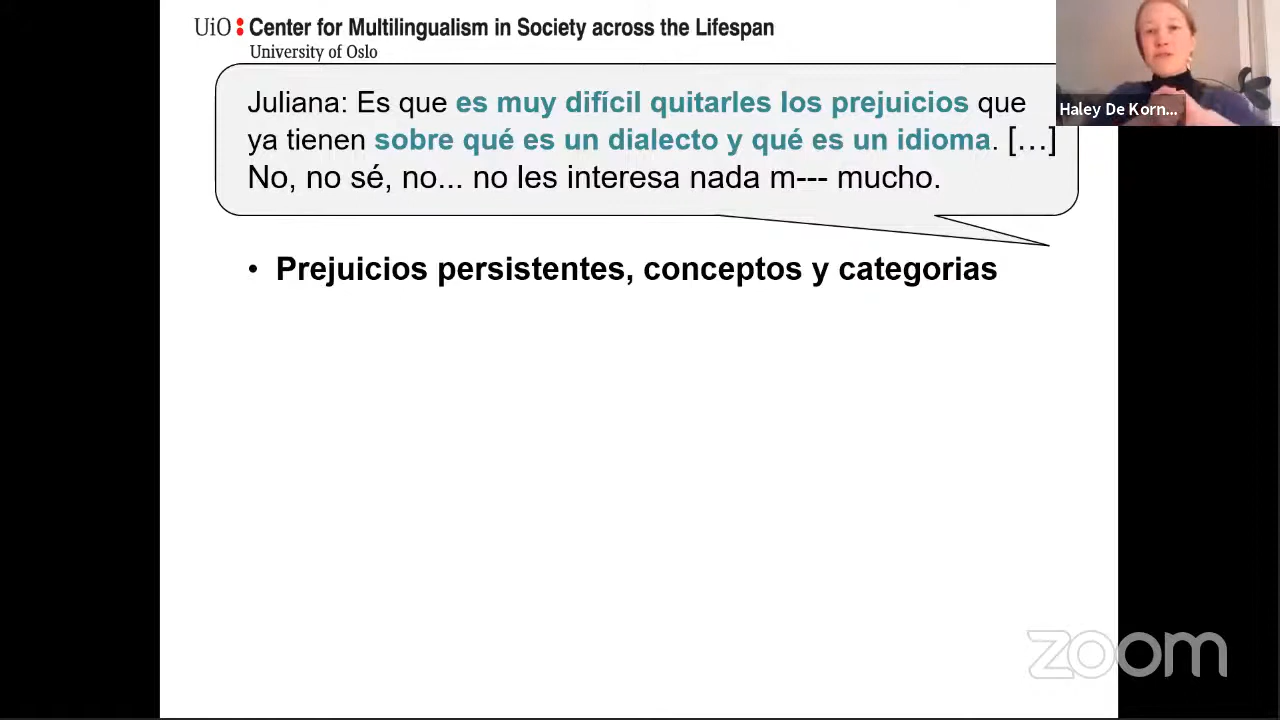 UiO: Center for Multilingualism in Society across the Lifespan
University of Oslo
Juliana: Es que es muy difícil quitarles los prejuicios que
ya tienen sobre qué es un dialecto y qué es un idioma. […]
No, no sé, no... no les interesa nada m--- mucho.
• Prejuicios persistentes, conceptos y categorias
Haley De Korn...
zoom